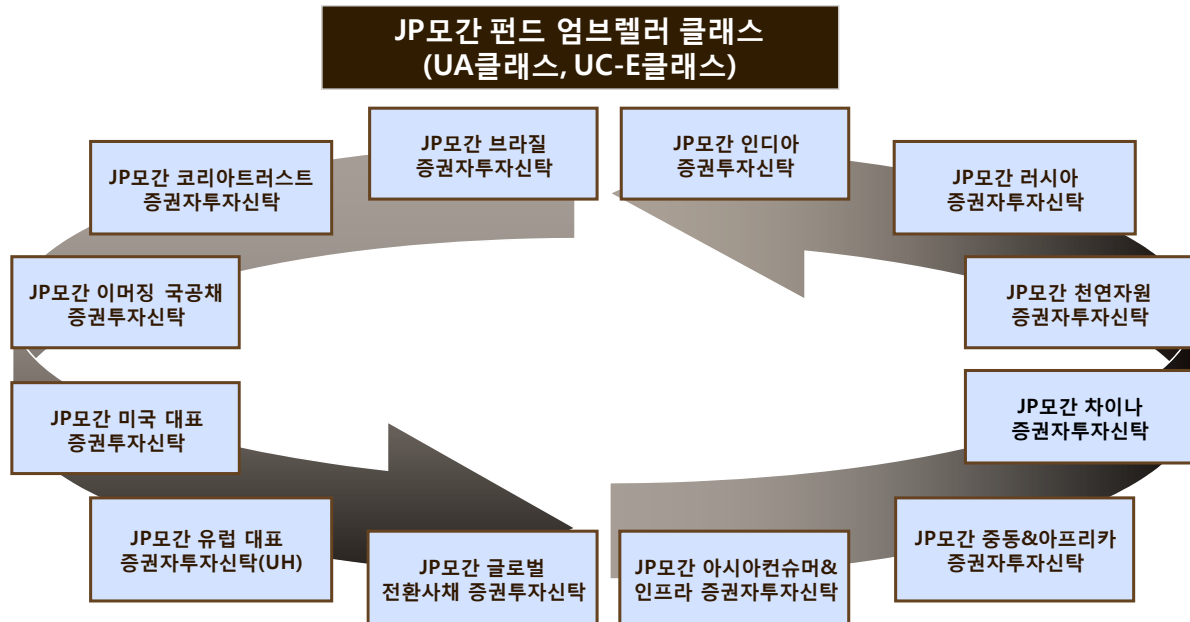 JP모간 펀드 엄브렐러 클래스
(UA클래스, UC-E클래스)
JP모간 브라질
증권자투자신탁
JP모간 인디아
증권자투자신탁
JP모간 코리아트러스트
증권자투자신탁
JP모간 러시아
증권자투자신탁
JP모간 이머징 국공채
증권투자신탁
JP모간 천연자원
증권자투자신탁
JP모간 미국 대표
증권투자신탁
JP모간 차이나
증권자투자신탁
JP모간 유럽 대표
증권자투자신탁(UH)
JP모간 글로벌
전환사채 증권투자신탁
JP모간 아시아컨슈머&
인프라 증권자투자신탁
JP모간 중동&아프리카
증권자투자신탁